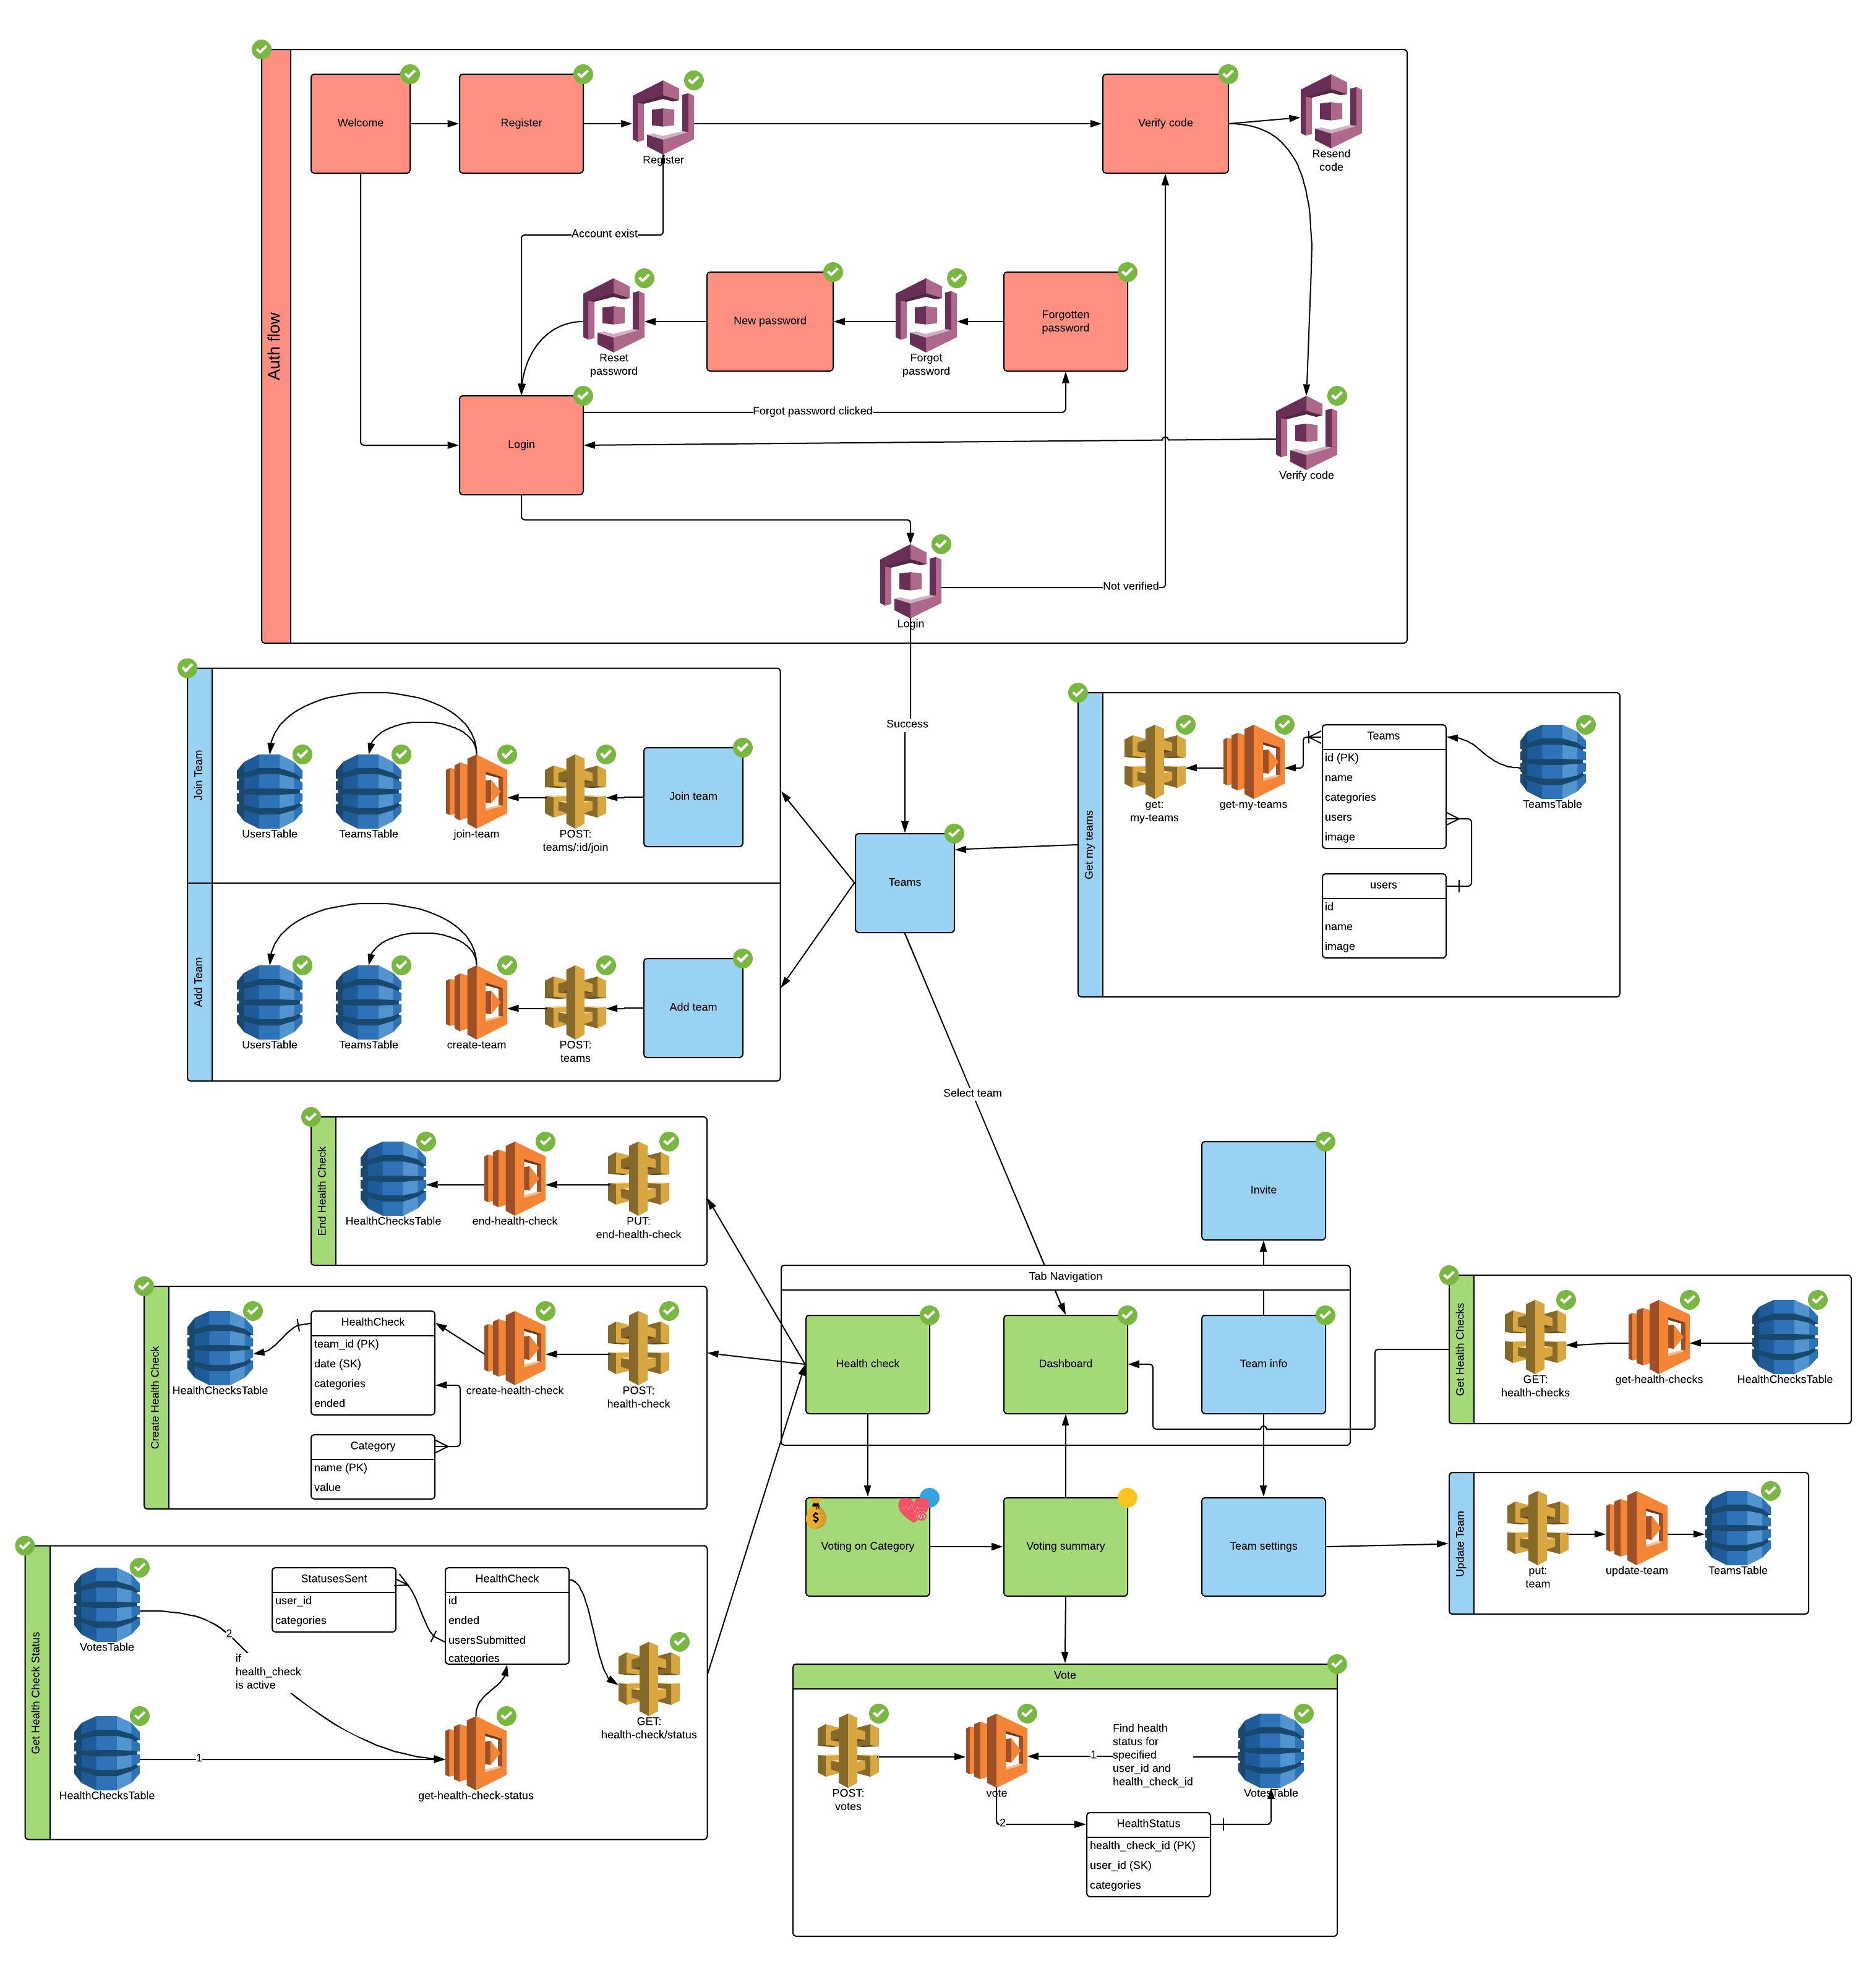 Auth flow
Welcome
Register
Register
Verify code
Resend
code
Account exist
Reset
password
New password
Forgot
password
Forgotten
password
Forgot password clicked
Login
Verify code
Not verified
Login
Success
Join Team
UsersTable
TeamsTable
join-team
POST:
teams/:id/join
Join team
Add Team
UsersTable
TeamsTable
create-team
POST:
teams
Add team
Teams
Get my teams
get:
my-teams
get-my-teams
Teams
id (PK)
name
categories
users
image
TeamsTable
users
id
name
image
Select team
End Health Check
HealthChecksTable
end-health-check
PUT:
end-health-check
Invite
Create Health Check
HealthChecksTable
HealthCheck
team_id (PK)
date (SK)
categories
ended
create-health-check
POST:
health-check
Category
name (PK)
value
Tab Navigation
Health check
Dashboard
Team info
Get Health Checks
GET:
health-checks
get-health-checks
HealthChecksTable
Voting on Category
Voting summary
Team settings
Update Team
put:
team
update-team
TeamsTable
Get Health Check Status
VotesTable
StatusesSent
user_id
categories
HealthCheck
id
ended
usersSubmitted
categories
2
if
health_check
is active
GET:
health-check/status
HealthChecksTable
1
get-health-check-status
Vote
POST:
votes
vote
1
Find health
status for
specified
user_id and
health_check_id
VotesTable
2
HealthStatus
health_check_id (PK)
user_id (SK)
categories